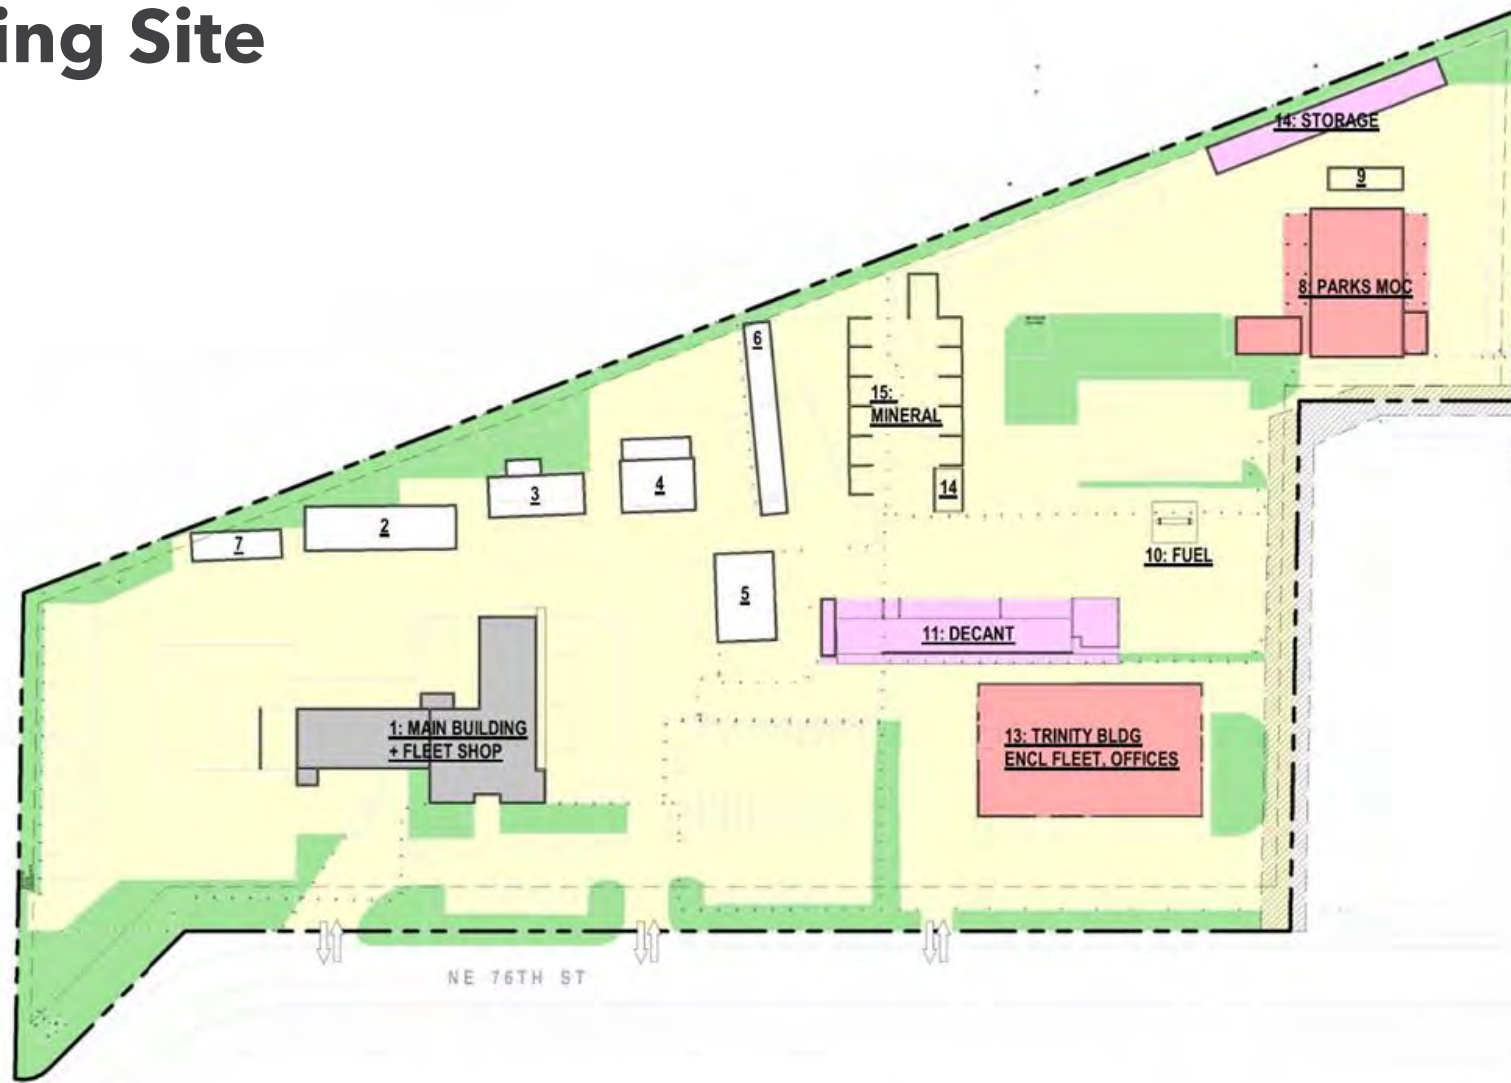 ing Site
14: STORAGE
9
8: PARKS MOC
6
15:
MINERAL
4
3
14
2
7
10: FUEL
5
11: DECANT
1: MAIN BUILDING
+ FLEET SHOP
13: TRINITY BLDG
ENCL FLEET, OFFICES
NE 76TH ST